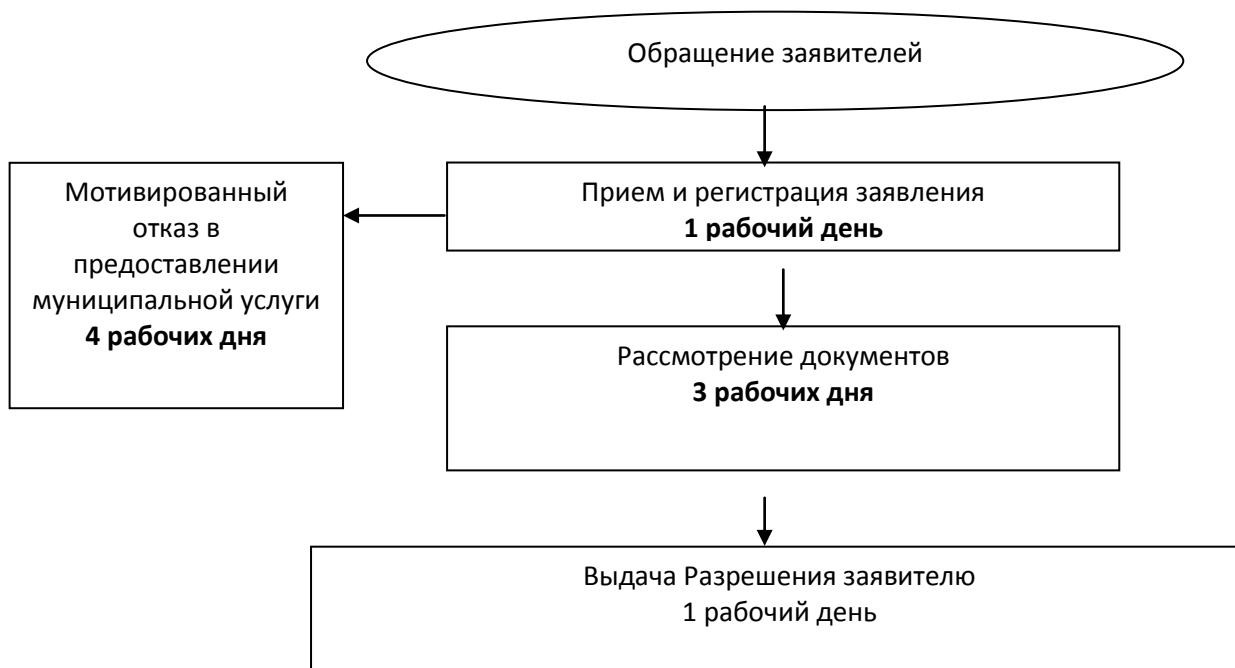 Обращение заявителей
Прием и регистрация заявления
1 рабочий день
Мотивированный
отказ в
предоставлении
муниципальной услуги
4 рабочих дня
Рассмотрение документов
3 рабочих дня
Выдача Разрешения заявителю
1 рабочий день